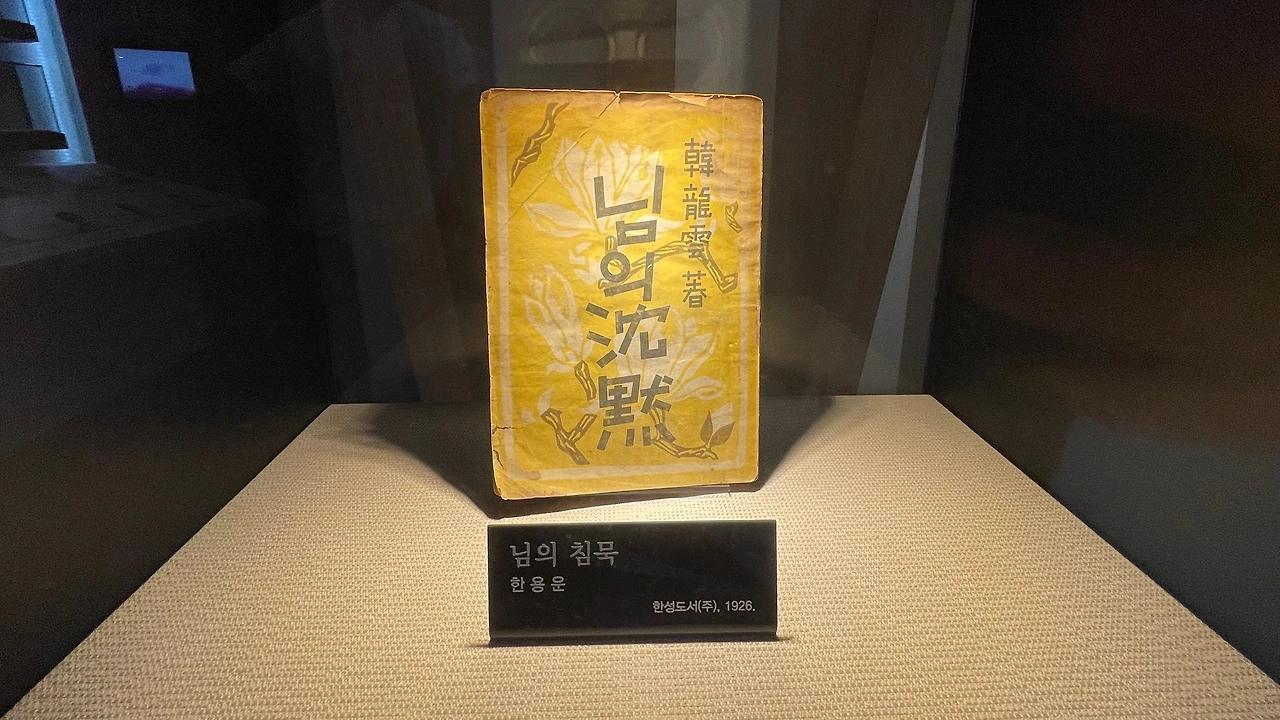 韓龍雲著
님의沈默
님의 침묵
한용운
한성도서(주), 1926.